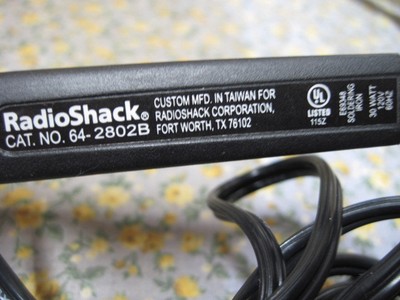 RadioShack®
CAT. NO. 64-2802B
CUSTOM MFD. IN TAIWAN FOR
RADIOSHACK CORPORATION,
FORT WORTH, TX 76102
UL
®
LISTED
115Z
E69348
SOLDERING
IRON
30 WATT
120V
60HZ